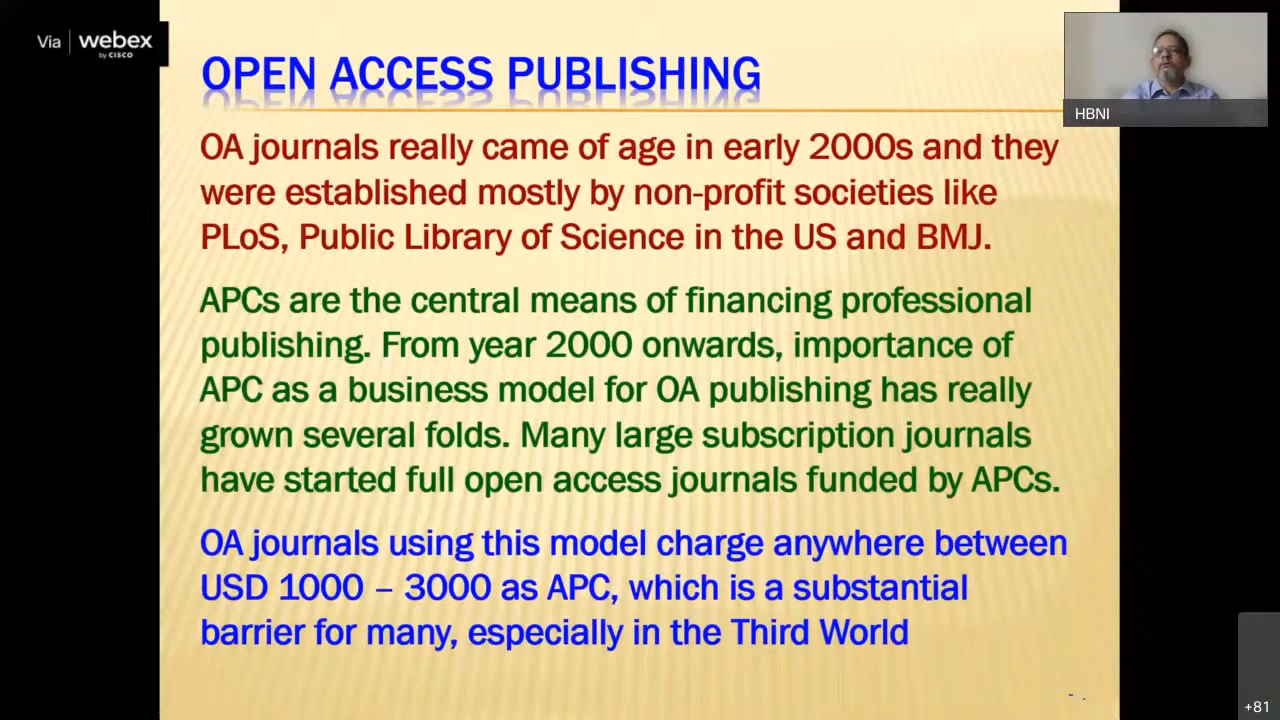 Via webex
by CISCO
OPEN ACCESS PUBLISHING
HBNI
OA journals really came of age in early 2000s and they
were established mostly by non-profit societies like
PLoS, Public Library of Science in the US and BMJ.
APCs are the central means of financing professional
publishing. From year 2000 onwards, importance of
APC as a business model for OA publishing has really
grown several folds. Many large subscription journals
have started full open access journals funded by APCs.
OA journals using this model charge anywhere between
USD 1000 – 3000 as APC, which is a substantial
barrier for many, especially in the Third World
+81